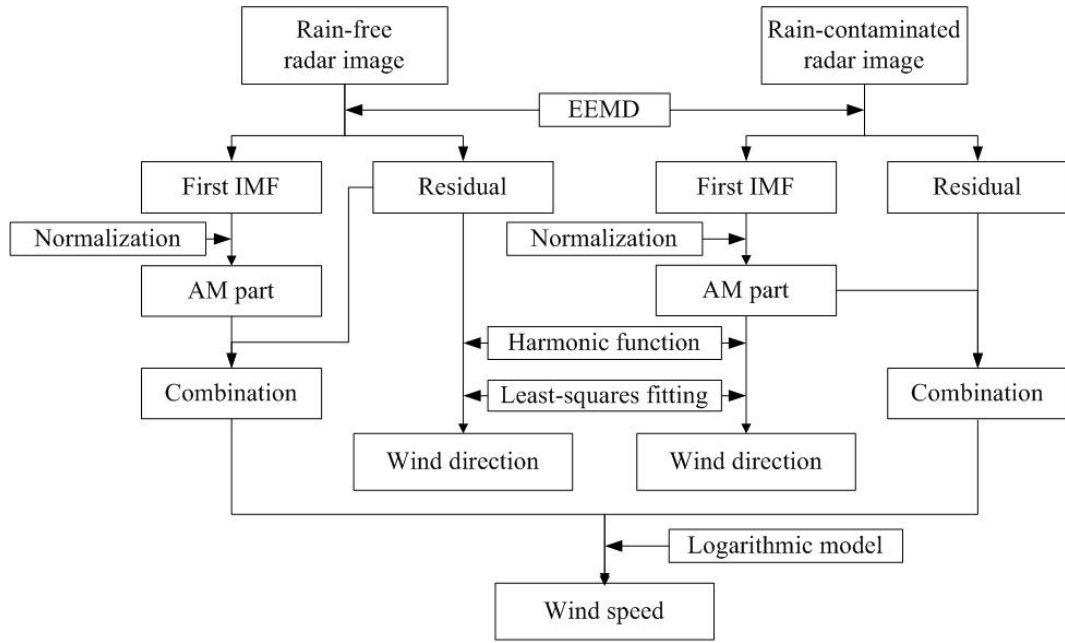 Rain-free
radar image
Rain-contaminated
radar image
EEMD
First IMF
Residual
First IMF
Residual
Normalization
Normalization
AM part
AM part
Harmonic function
Combination
Least-squares fitting
Combination
Wind direction
Wind direction
Logarithmic model
Wind speed